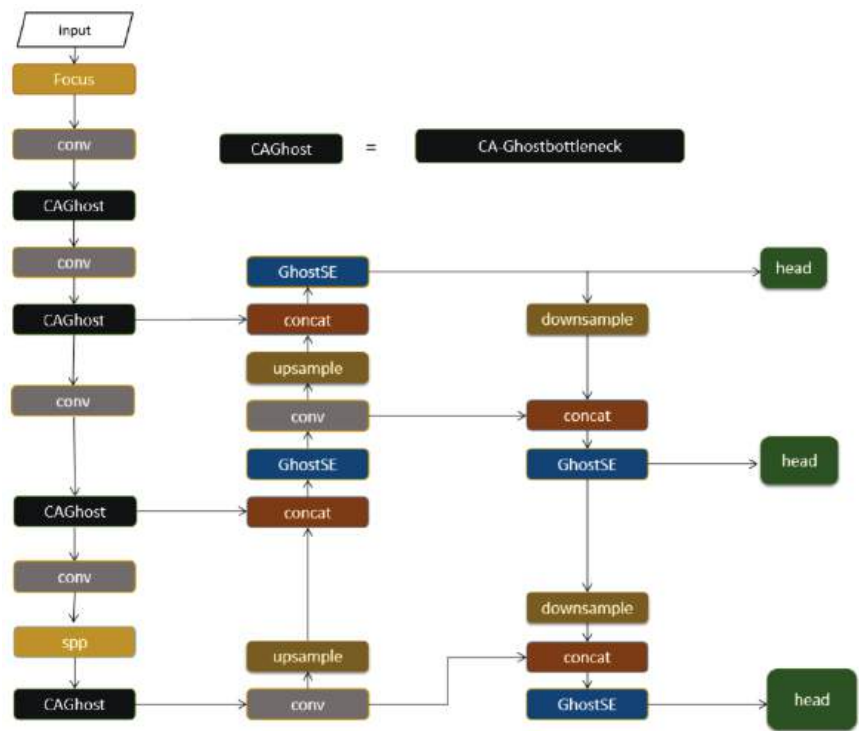 input
Focus
conv
CAGhost
conv
CAGhost
conv
CAGhost
conv
spp
CAGhost
CAGhost = CA-Ghostbottleneck
GhostSE
concat
upsample
conv
GhostSE
concat
upsample
conv
downsample
concat
GhostSE
downsample
concat
GhostSE
head
head
head